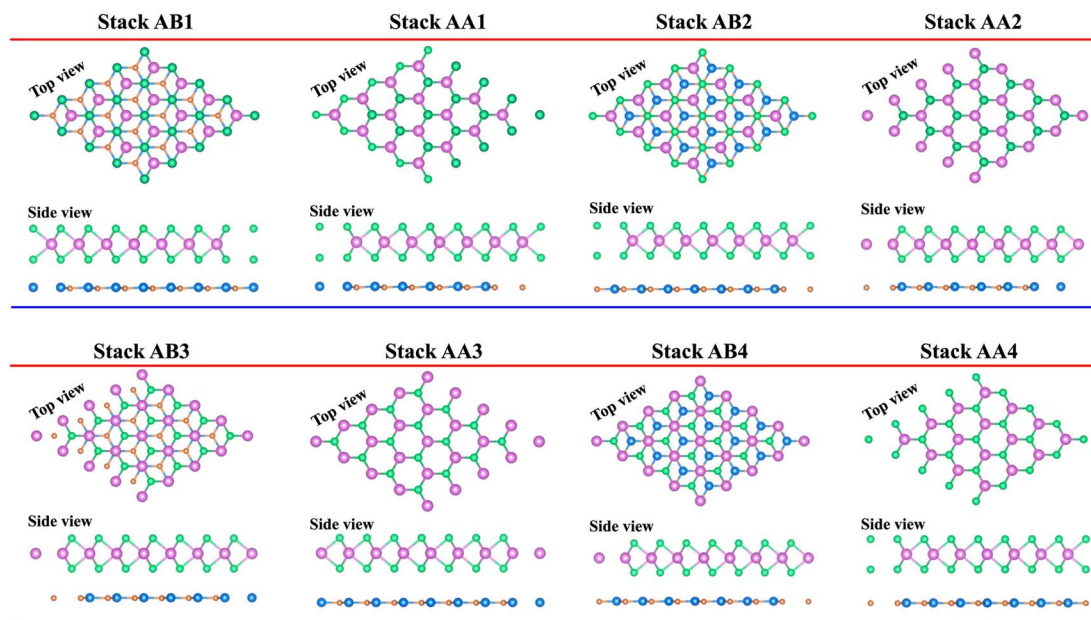 Stack AB1 Stack AA1 Stack AB2 Stack AA2
Top view Top view Top view Top view
Side view Side view Side view Side view
Stack AB3 Stack AA3 Stack AB4 Stack AA4
Top view Top view Top view Top view
Side view Side view Side view Side view